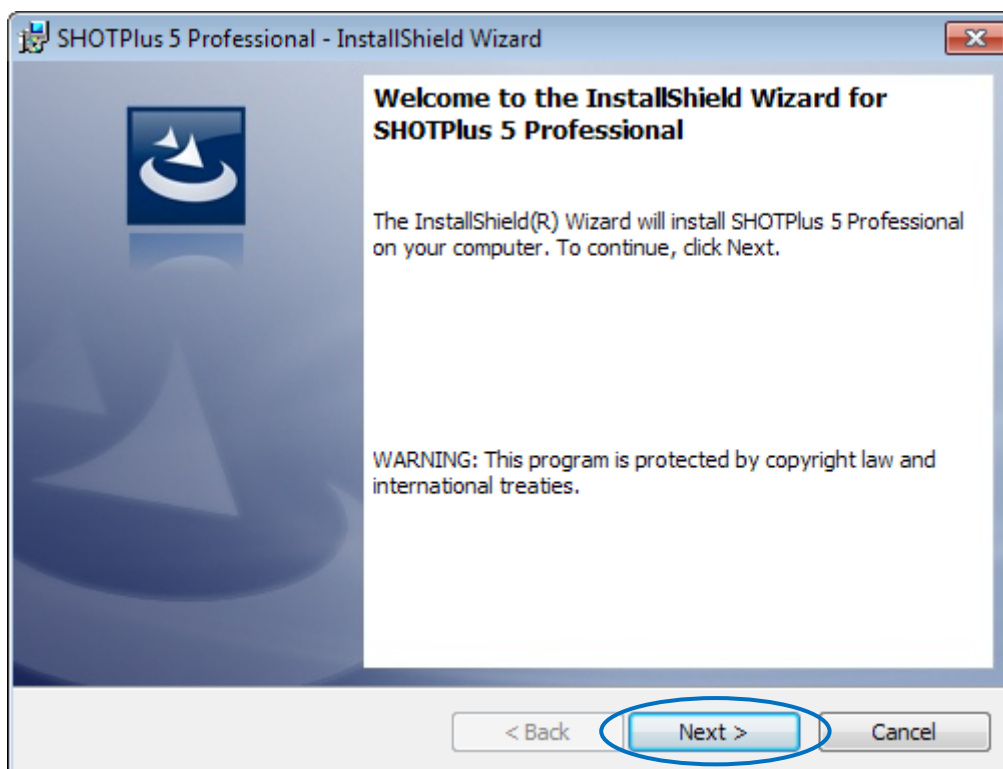 SHOTPlus 5 Professional - InstallShield Wizard
Welcome to the InstallShield Wizard for
SHOTPlus 5 Professional
The InstallShield(R) Wizard will install SHOTPlus 5 Professional
on your computer. To continue, click Next.
WARNING: This program is protected by copyright law and
international treaties.
< Back Next > Cancel